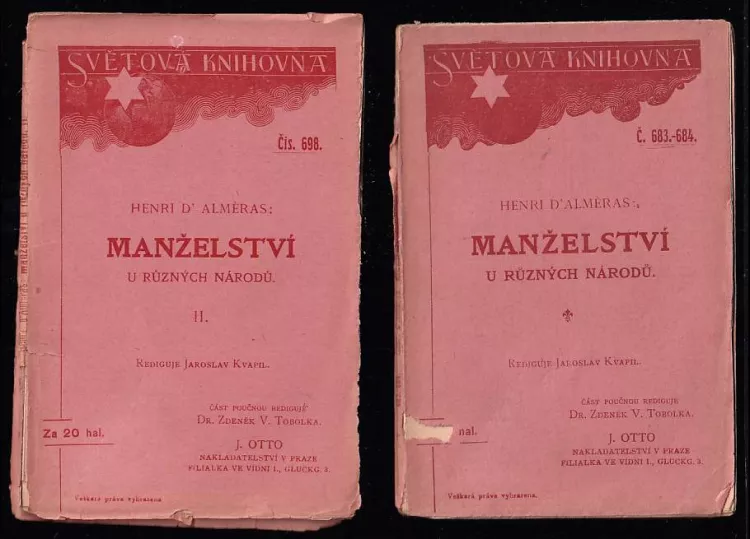 SVĚTOVÁ KNIHOVNA
Čís. 698.
HENRI D' ALMÉRAS:
MANŽELSTVÍ
U RŮZNÝCH NÁRODŮ.
II.
REDIGUJE JAROSLAV KVAPIL.
ČÁST POUČNOU REDIGUJE
DR. ZDENĚK V. TOBOLKA.
Za 20 hal.
J. OTTO
NAKLADATELSTVÍ V PRAZE
FILIALKA VE VÍDNI I., GLUCKG. 3.
Veškerá práva vyhrazena.
SVĚTOVÁ KNIHOVNA
Č. 683.-684.
HENRI D'ALMÉRAS:
MANŽELSTVÍ
U RŮZNÝCH NÁRODŮ.
REDIGUJE JAROSLAV KVAPIL.
ČÁST POUČNOU REDIGUJE
DR. ZDENĚK V. TOBOLKA.
hal.
J. OTTO
NAKLADATELSTVÍ V PRAZE
FILIALKA VE VÍDNI I., GLUCKG. 3.
Veškerá práva vyhrazena.